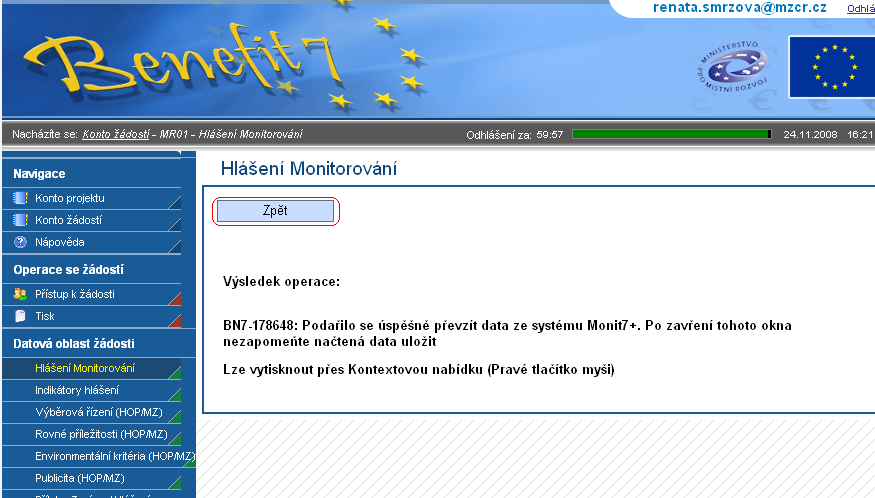 renata.smrzova@mzcr.cz Odhlá
Benefit7
MINISTERSTVO
PRO MÍSTNÍ ROZVOJ
Nacházíte se: Konto žádostí - MR01 - Hlášení Monitorování Odhlášení za: 59:57 24.11.2008 16:21
Navigace
Konto projektu
Konto žádostí
Nápověda
Operace se žádostí
Přístup k žádosti
Tisk
Datová oblast žádosti
Hlášení Monitorování
Indikátory hlášení
Výběrová řízení (HOP/MZ)
Rovné příležitosti (HOP/MZ)
Environmentální kritéria (HOP/MZ)
Publicita (HOP/MZ)
Hlášení Monitorování
Zpět
Výsledek operace:
BN7-178648: Podařilo se úspěšně převzít data ze systému Monit7+. Po zavření tohoto okna
nezapomeňte načtená data uložit
Lze vytisknout přes Kontextovou nabídku (Pravé tlačítko myši)